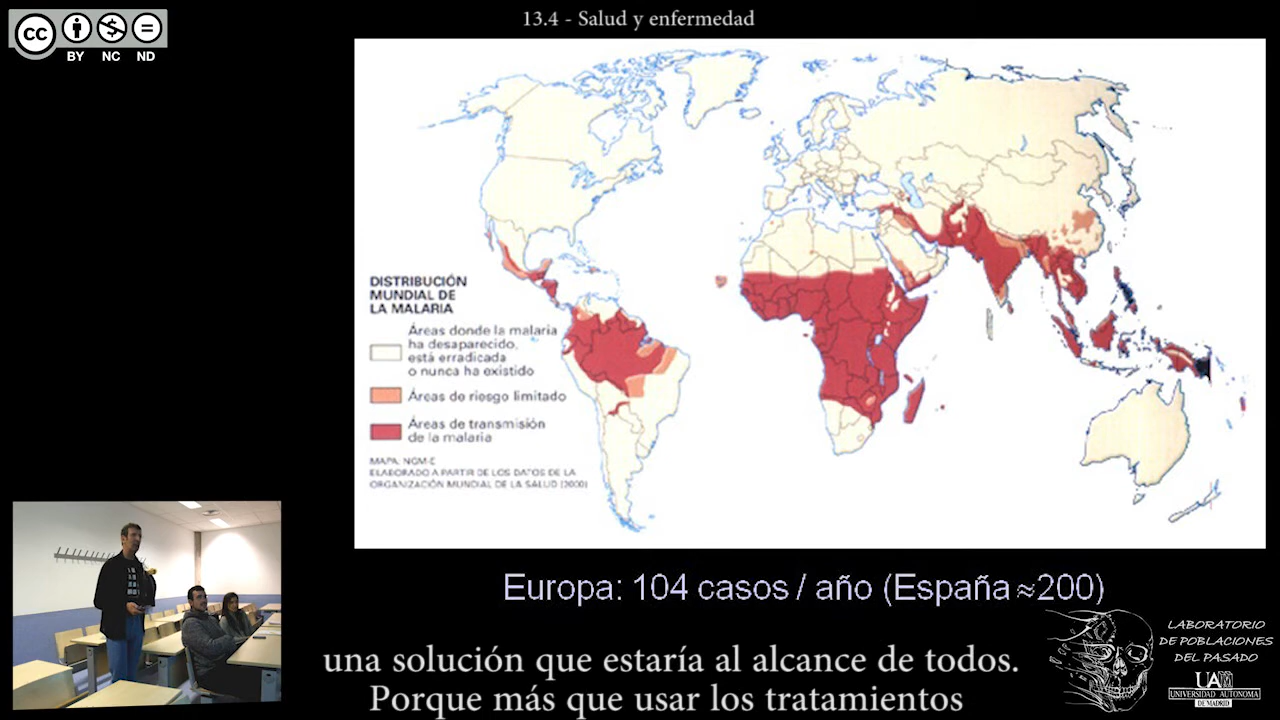 13.4 - Salud y enfermedad
cc
BY NC ND
DISTRIBUCIÓN
MUNDIAL DE
LA MALARIA
Áreas donde la malaria
ha desaparecido,
está erradicada
o nunca ha existido
Áreas de riesgo limitado
Áreas de transmisión
de la malaria
MAPA: NGM-E
ELABORADO A PARTIR DE LOS DATOS DE LA
ORGANIZACIÓN MUNDIAL DE LA SALUD (2000)
Europa: 104 casos / año (España ≈200)
una solución que estaría al alcance de todos.
Porque más que usar los tratamientos
LABORATORIO
DE POBLACIONES
DEL PASADO
UAM
UNIVERSIDAD AUTONOMA
DE MADRID